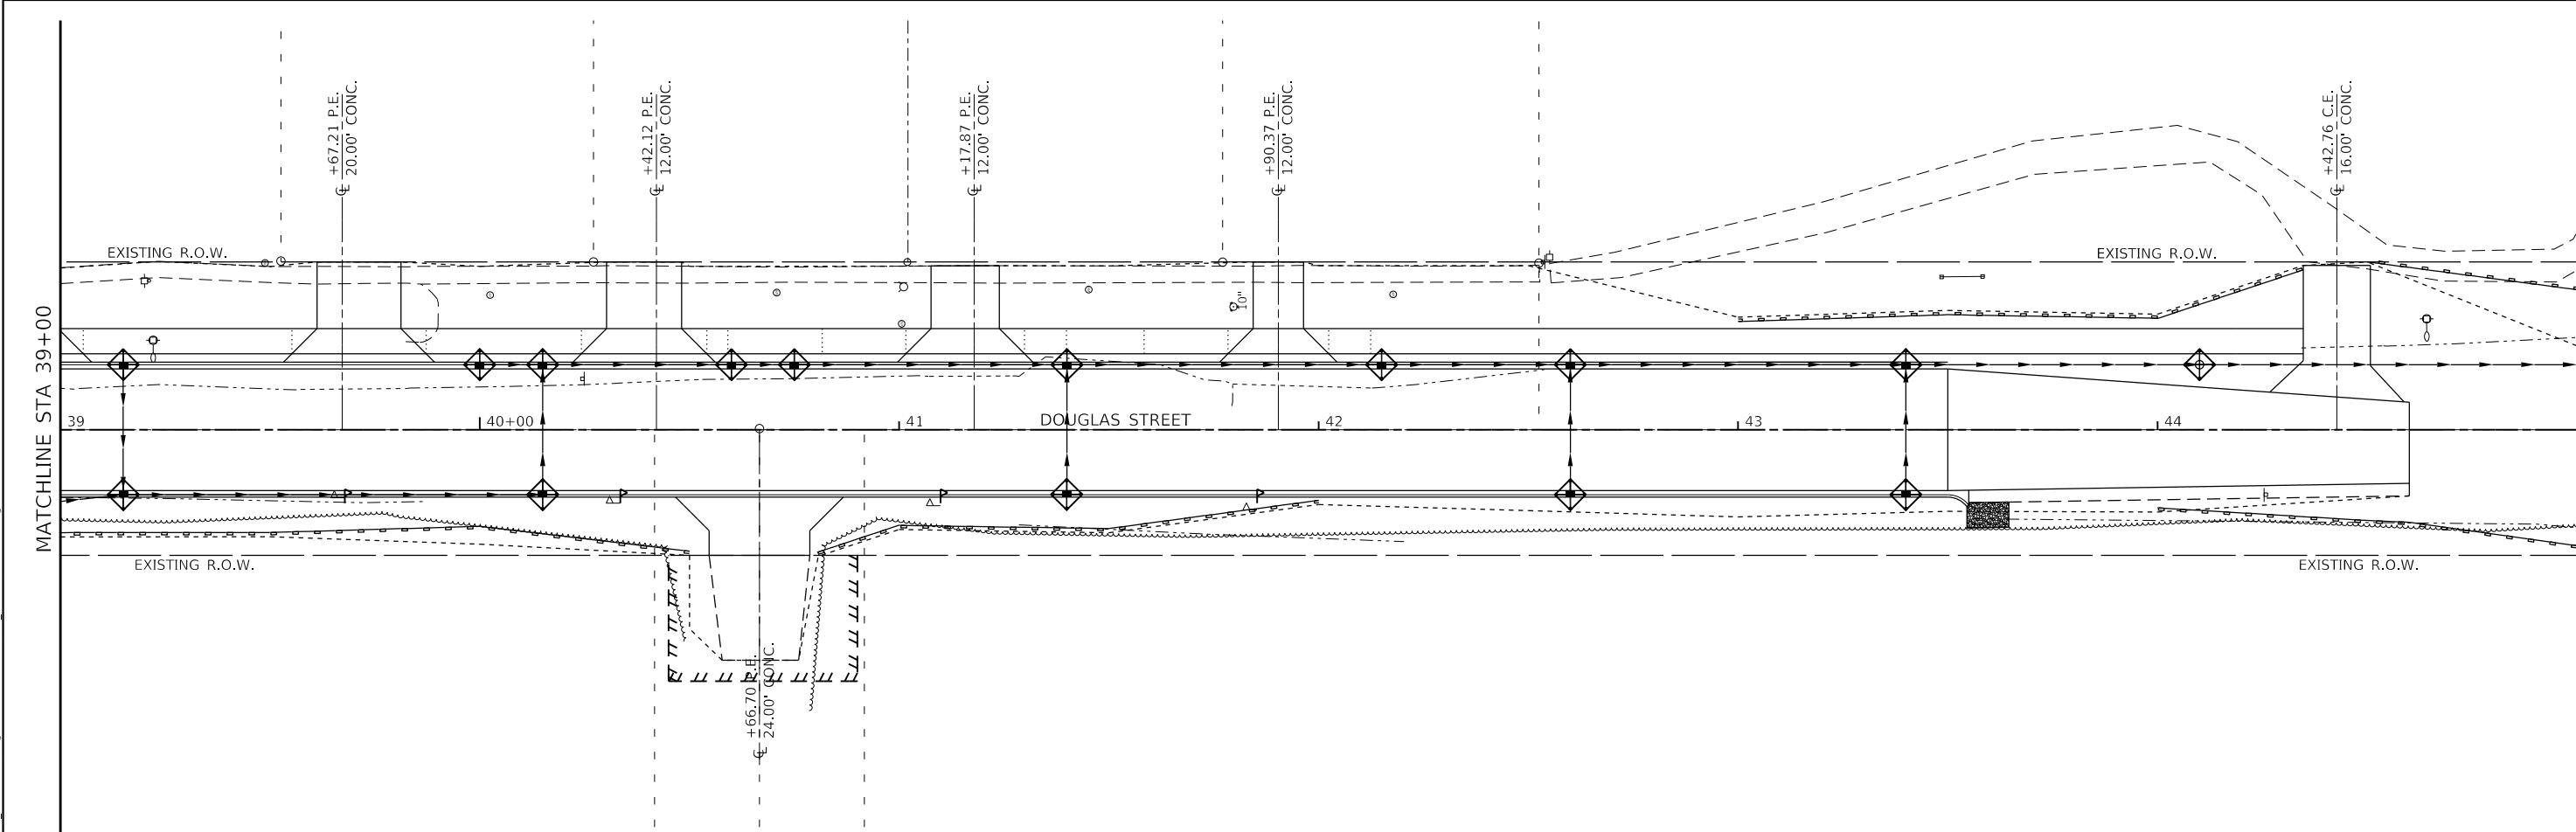 MATCHLINE STA 39+00
+67.21 P.E.
20.00' CONC.
+42.12 P.E.
12.00' CONC.
+17.87 P.E.
12.00' CONC.
+90.37 P.E.
12.00' CONC.
+42.76 C.E.
16.00' CONC.
EXISTING R.O.W.
EXISTING R.O.W.
10"
39
40+00
41
DOUGLAS STREET
42
43
44
EXISTING R.O.W.
EXISTING R.O.W.
+66.70 P.E.
24.00' CONC.